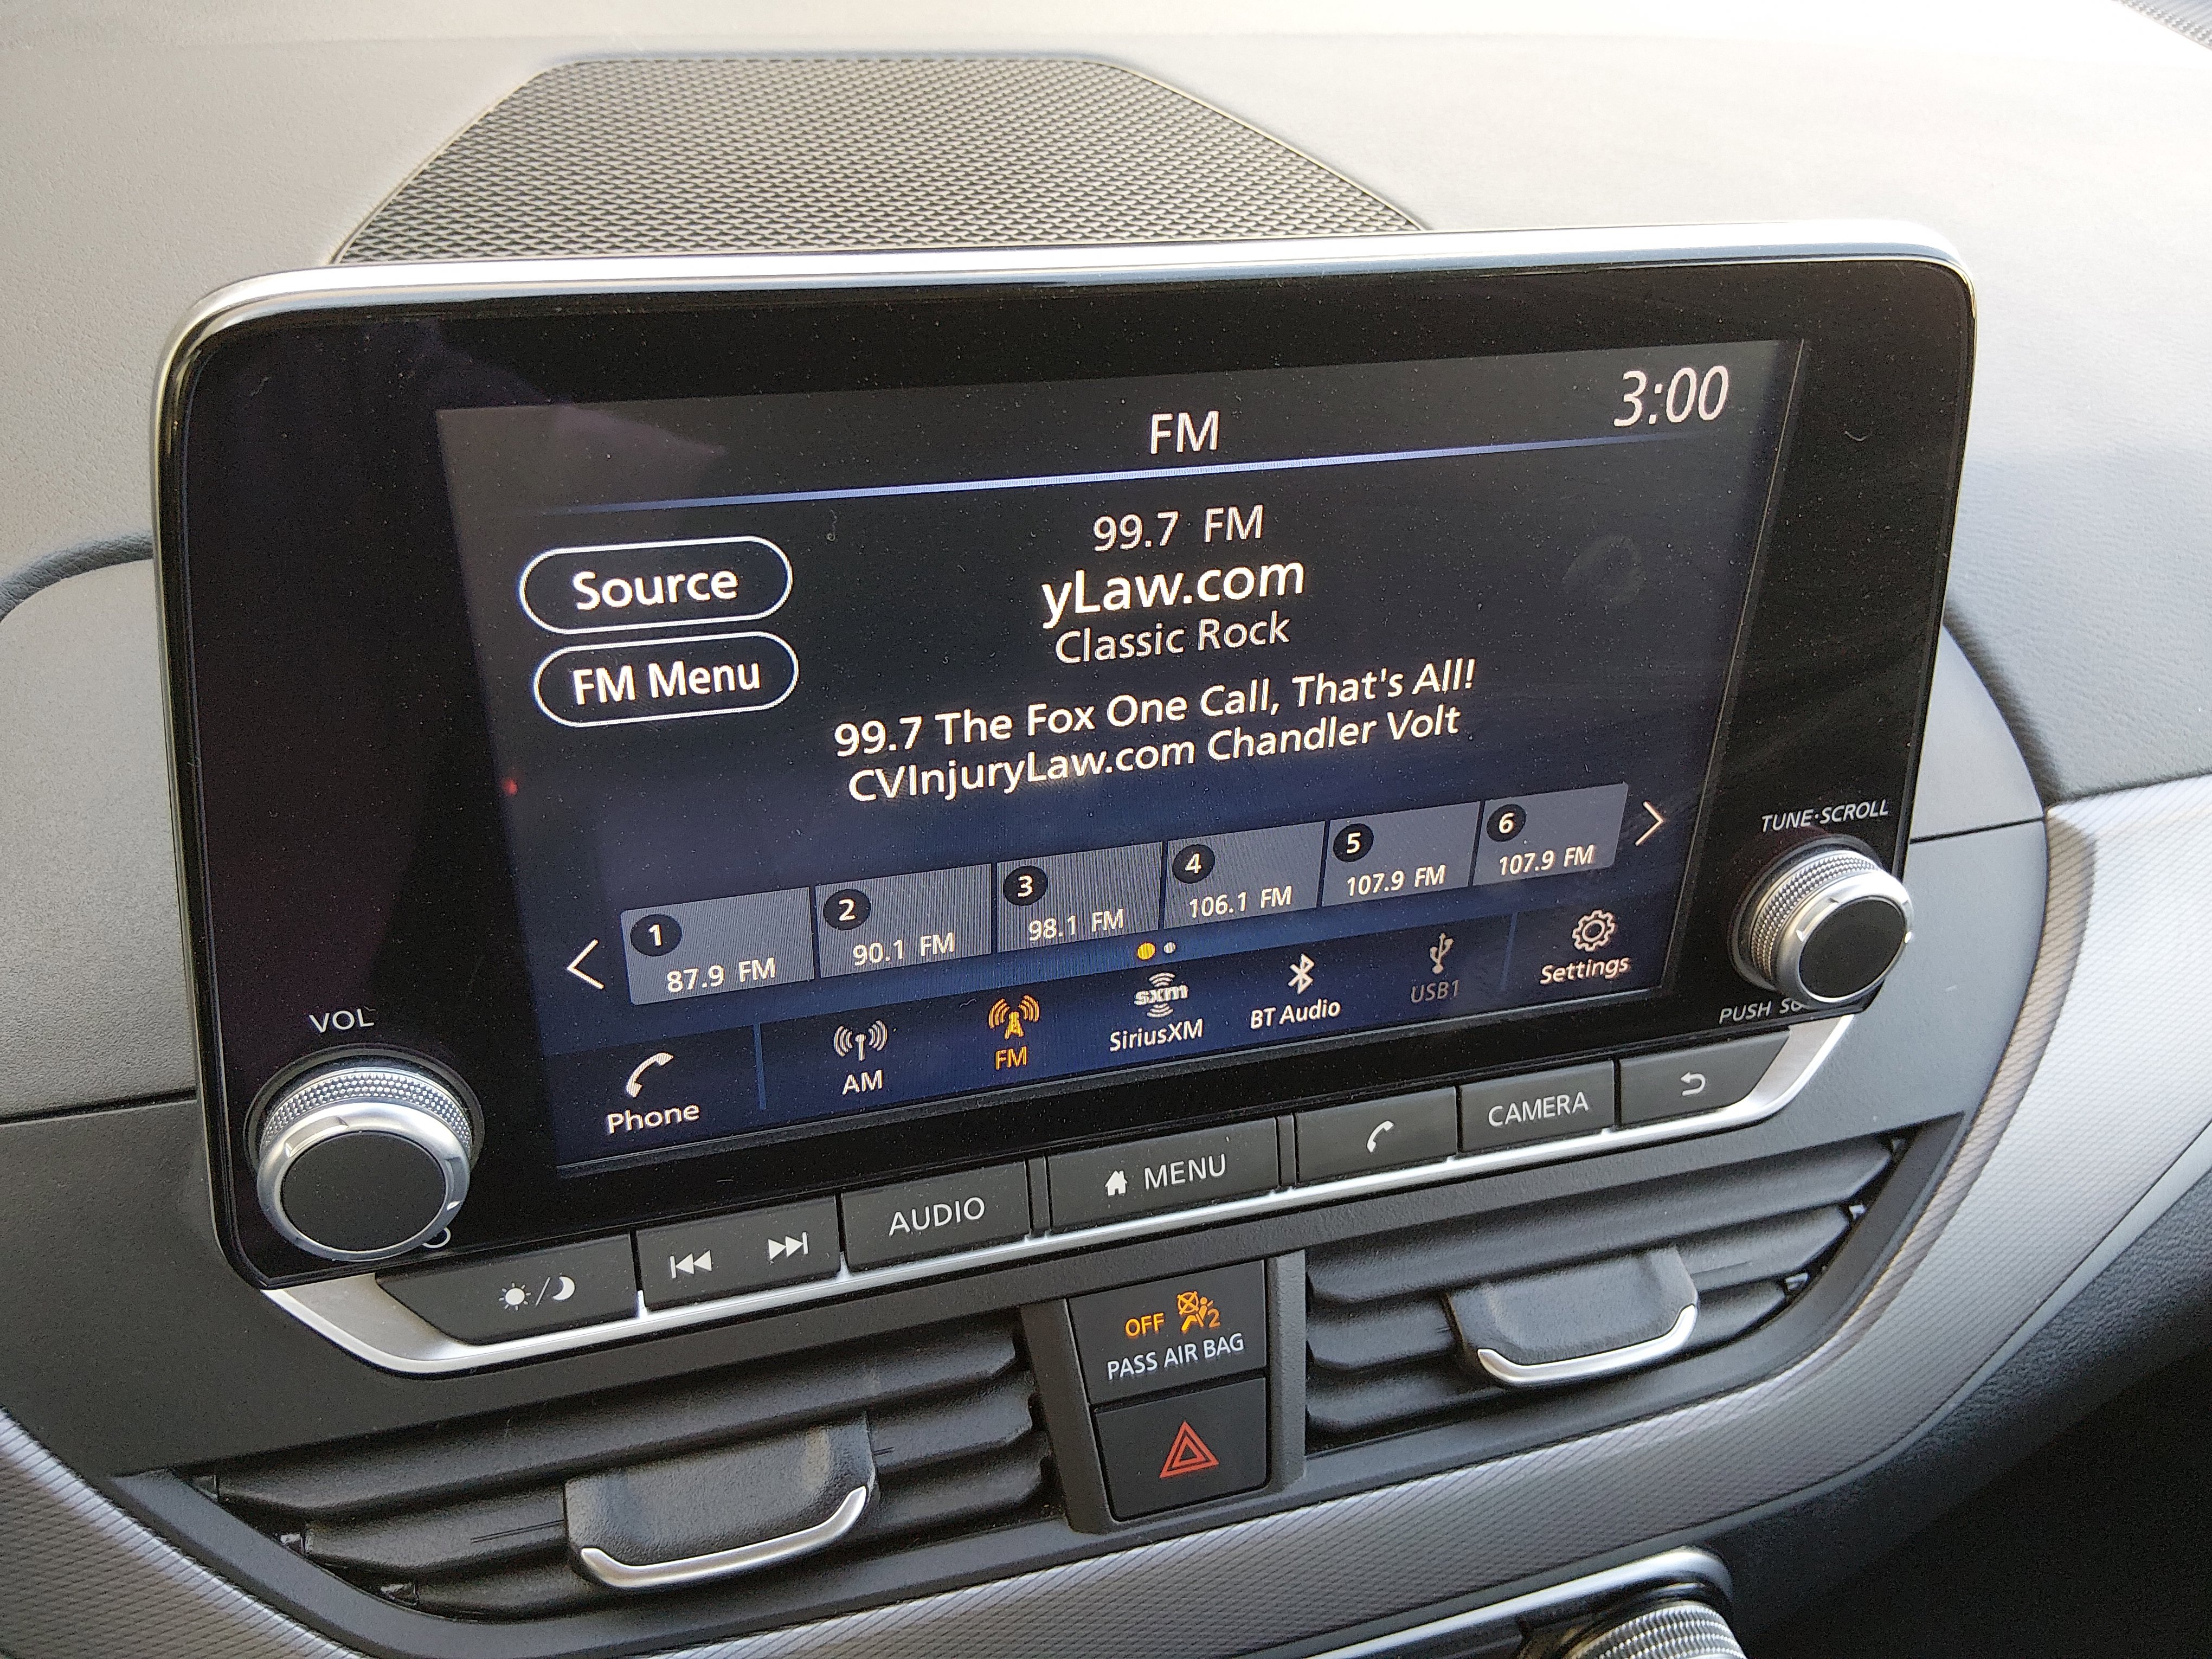 FM
3:00
99.7 FM
yLaw.com
Classic Rock
Source
FM Menu
99.7 The Fox One Call, That's All!
CVInjuryLaw.com Chandler Volt
1
87.9 FM
2
90.1 FM
3
98.1 FM
4
106.1 FM
5
107.9 FM
6
107.9 FM
Phone
AM
FM
sxm
SiriusXM
BT Audio
USB1
Settings
VOL
TUNE·SCROLL
PUSH
AUDIO
MENU
CAMERA
OFF 2
PASS AIR BAG